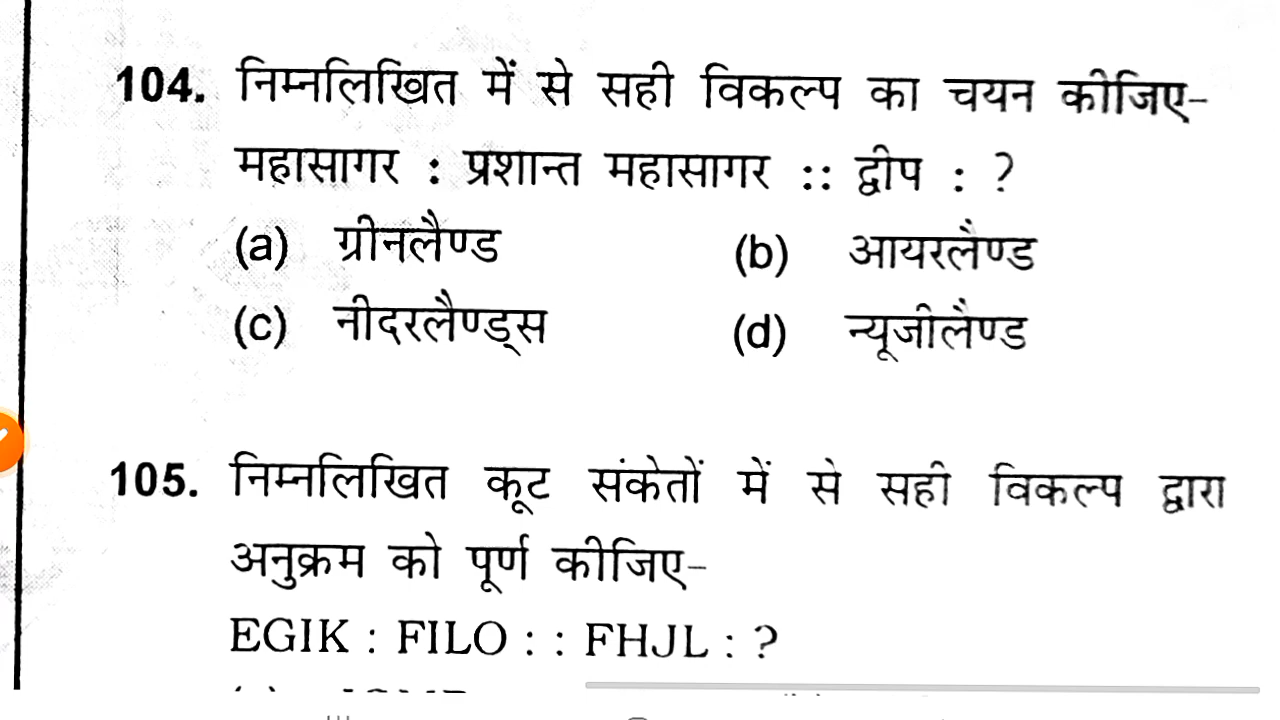 104. निम्नलिखित में से सही विकल्प का चयन कीजिए-
महासागर : प्रशान्त महासागर :: द्वीप : ?
(a) ग्रीनलैण्ड (b) आयरलैण्ड
(c) नीदरलैण्ड्स (d) न्यूजीलैण्ड
105. निम्नलिखित कूट संकेतों में से सही विकल्प द्वारा
अनुक्रम को पूर्ण कीजिए-
EGIK : FILO : : FHJL : ?